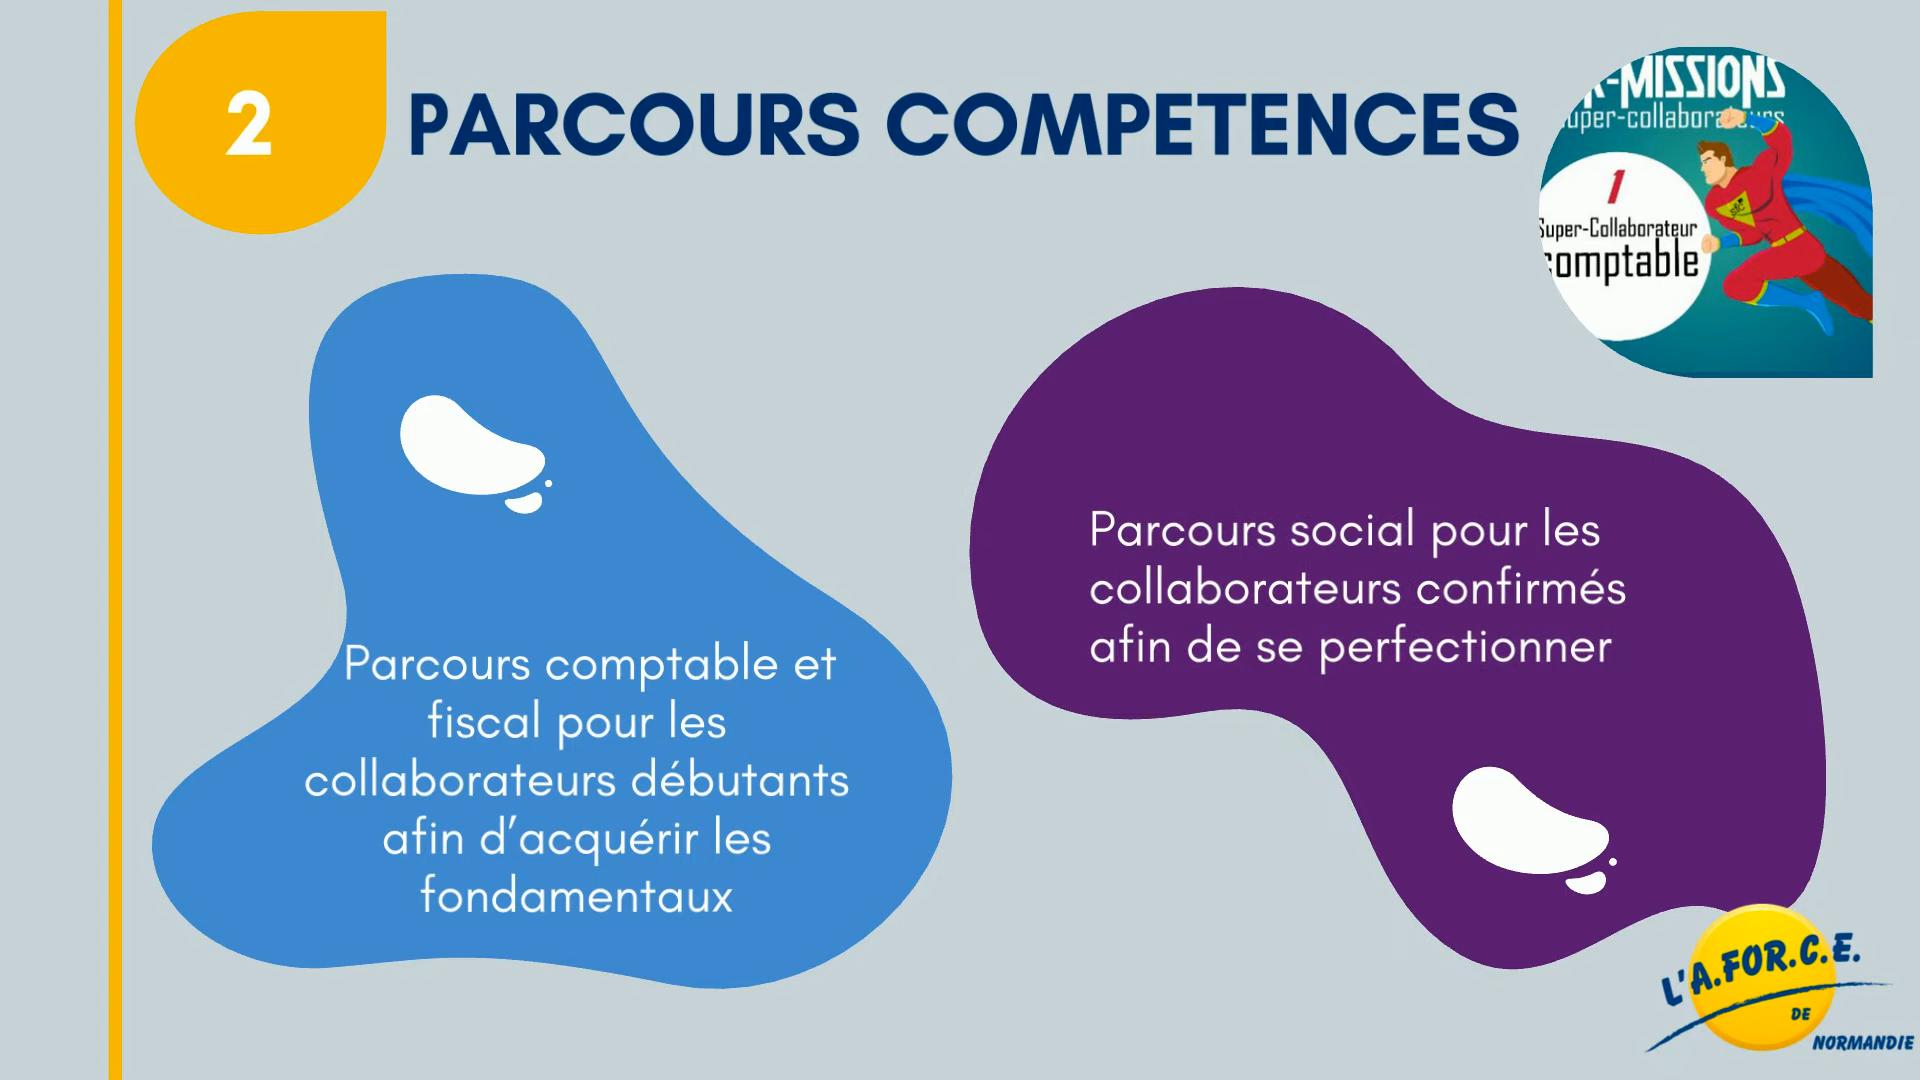 2
PARCOURS COMPETENCES
-MISSIONS
1
Super-Collaborateur
comptable
Parcours comptable et
fiscal pour les
collaborateurs débutants
afin d’acquérir les
fondamentaux
Parcours social pour les
collaborateurs confirmés
afin de se perfectionner
L'A.FOR.C.E.
DE
NORMANDIE